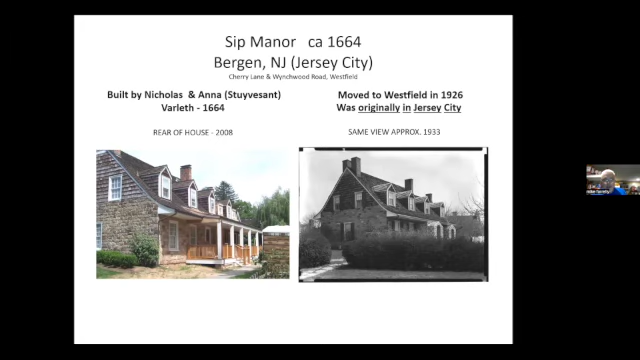 Sip Manor ca 1664
Bergen, NJ (Jersey City)
Cherry Lane & Wynchwood Road, Westfield
Built by Nicholas & Anna (Stuyvesant)
Varleth - 1664
Moved to Westfield in 1926
Was originally in Jersey City
REAR OF HOUSE - 2008
SAME VIEW APPROX. 1933